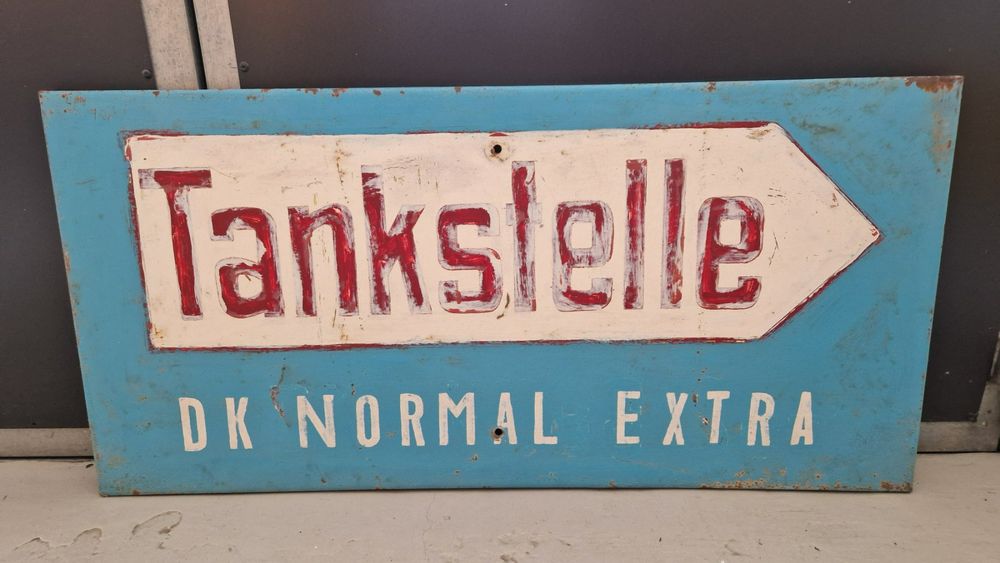 Tankstelle
DK NORMAL EXTRA